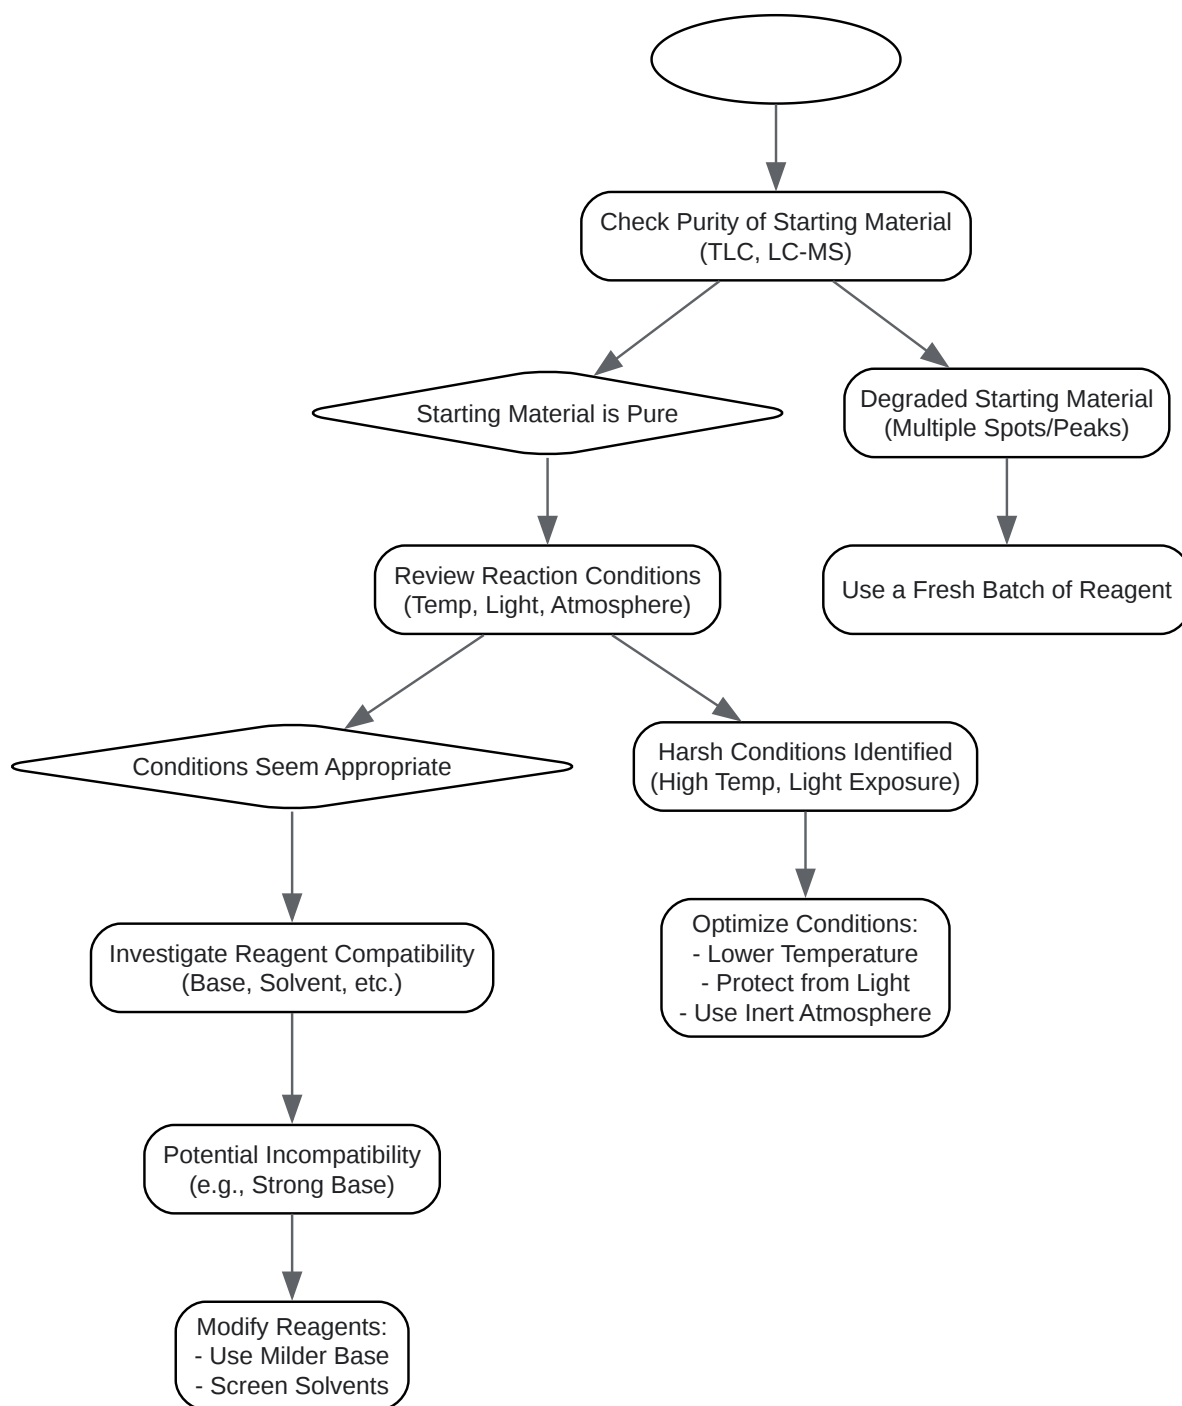 Check Purity of Starting Material
(TLC, LC-MS)
Starting Material is Pure
Degraded Starting Material
(Multiple Spots/Peaks)
Review Reaction Conditions
(Temp, Light, Atmosphere)
Use a Fresh Batch of Reagent
Conditions Seem Appropriate
Harsh Conditions Identified
(High Temp, Light Exposure)
Investigate Reagent Compatibility
(Base, Solvent, etc.)
Optimize Conditions:
- Lower Temperature
- Protect from Light
- Use Inert Atmosphere
Potential Incompatibility
(e.g., Strong Base)
Modify Reagents:
- Use Milder Base
- Screen Solvents